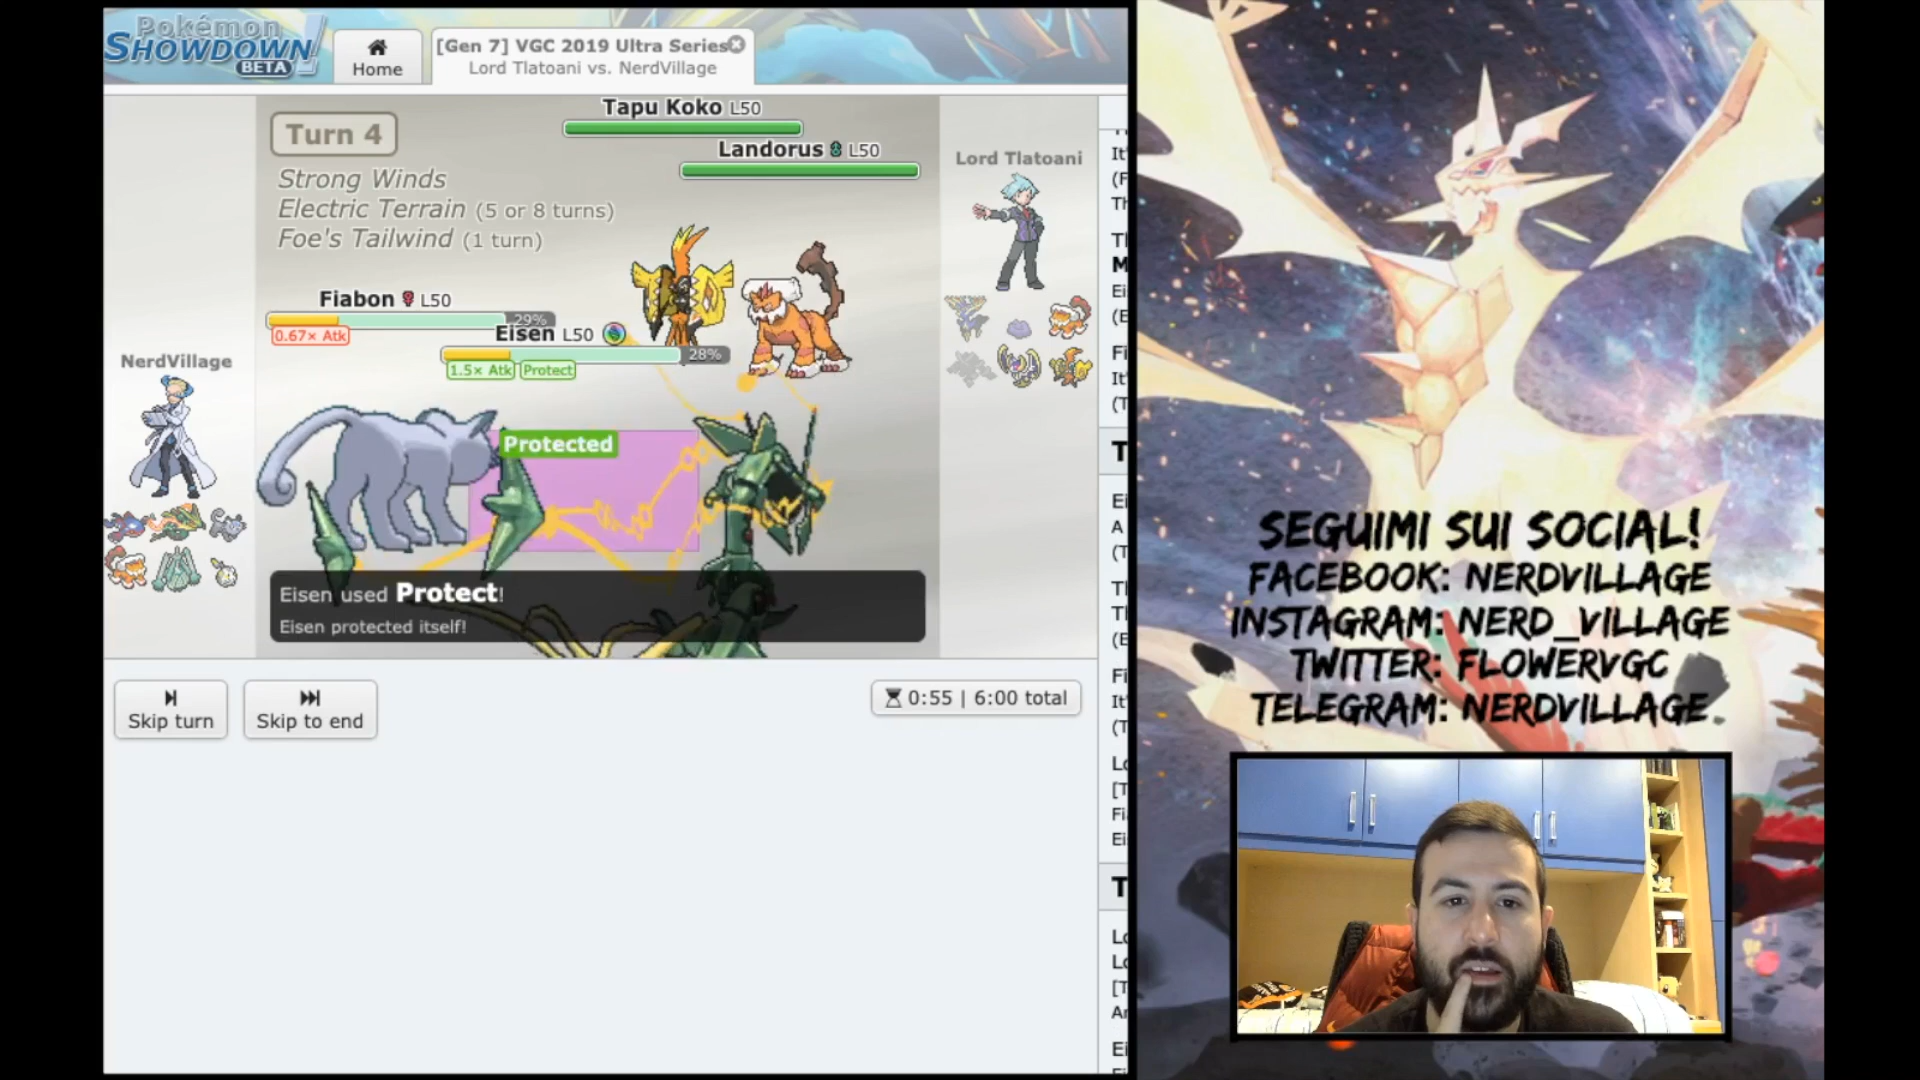 Pokémon
SHOWDOWN!
BETA
Home
[Gen 7] VGC 2019 Ultra Series
Lord Tlatoani vs. NerdVillage
Turn 4
Strong Winds
Electric Terrain (5 or 8 turns)
Foe's Tailwind (1 turn)
Tapu Koko L50
Landorus L50
Lord Tlatoani
Fiabon L50
29%
0.67× Atk
Eisen L50
28%
1.5× Atk Protect
NerdVillage
Protected
Eisen used Protect!
Eisen protected itself!
Skip turn
Skip to end
0:55 | 6:00 total
SEGUIMI SUI SOCIAL!
FACEBOOK: NERDVILLAGE
INSTAGRAM: NERD_VILLAGE
TWITTER: FLOWERVGC
TELEGRAM: NERDVILLAGE